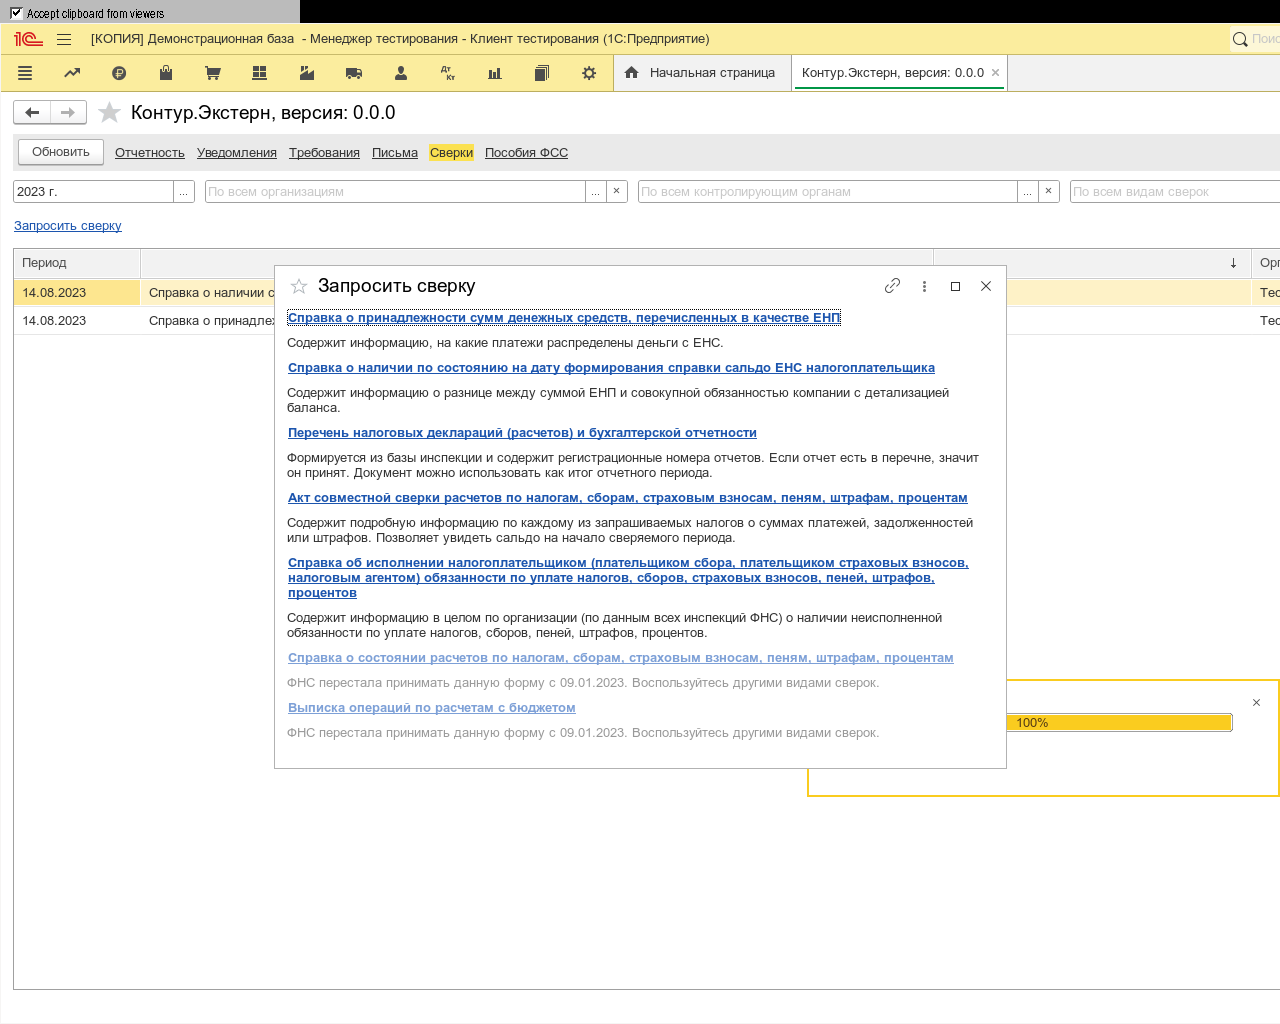 Accept clipboard from viewers
[КОПИЯ] Демонстрационная база - Менеджер тестирования - Клиент тестирования (1С:Предприятие)
Поис
Дт
Кт
Начальная страница
Контур.Экстерн, версия: 0.0.0
Контур.Экстерн, версия: 0.0.0
Обновить
Отчетность
Уведомления
Требования
Письма
Сверки
Пособия ФСС
2023 г.
...
По всем организациям
...
По всем контролирующим органам
...
По всем видам сверок
Запросить сверку
Период
Орг
14.08.2023
Справка о наличии с
Тес
14.08.2023
Справка о принадлеж
Тес
Запросить сверку
Справка о принадлежности сумм денежных средств, перечисленных в качестве ЕНП
Содержит информацию, на какие платежи распределены деньги с ЕНС.
Справка о наличии по состоянию на дату формирования справки сальдо ЕНС налогоплательщика
Содержит информацию о разнице между суммой ЕНП и совокупной обязанностью компании с детализацией
баланса.
Перечень налоговых деклараций (расчетов) и бухгалтерской отчетности
Формируется из базы инспекции и содержит регистрационные номера отчетов. Если отчет есть в перечне, значит
он принят. Документ можно использовать как итог отчетного периода.
Акт совместной сверки расчетов по налогам, сборам, страховым взносам, пеням, штрафам, процентам
Содержит подробную информацию по каждому из запрашиваемых налогов о суммах платежей, задолженностей
или штрафов. Позволяет увидеть сальдо на начало сверяемого периода.
Справка об исполнении налогоплательщиком (плательщиком сбора, плательщиком страховых взносов,
налоговым агентом) обязанности по уплате налогов, сборов, страховых взносов, пеней, штрафов,
процентов
Содержит информацию в целом по организации (по данным всех инспекций ФНС) о наличии неисполненной
обязанности по уплате налогов, сборов, пеней, штрафов, процентов.
Справка о состоянии расчетов по налогам, сборам, страховым взносам, пеням, штрафам, процентам
ФНС перестала принимать данную форму с 09.01.2023. Воспользуйтесь другими видами сверок.
Выписка операций по расчетам с бюджетом
ФНС перестала принимать данную форму с 09.01.2023. Воспользуйтесь другими видами сверок.
100%